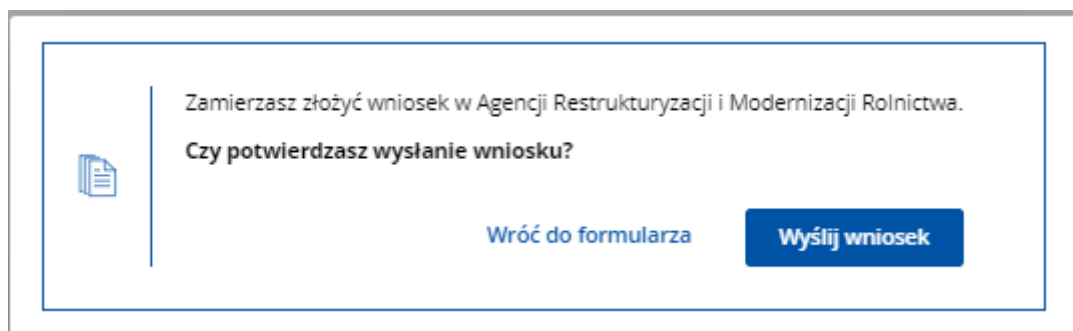 Zamierzasz złożyć wniosek w Agencji Restrukturyzacji i Modernizacji Rolnictwa.
Czy potwierdzasz wysłanie wniosku?
Wróć do formularza
Wyślij wniosek